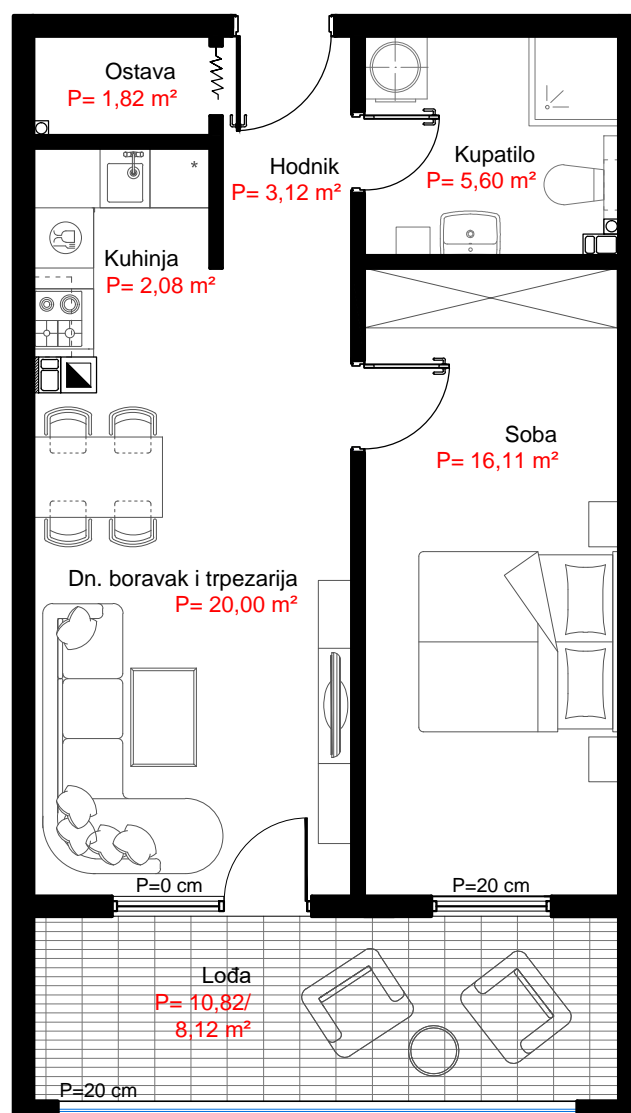 Ostava
P= 1,82 m²
Hodnik
P= 3,12 m²
Kupatilo
P= 5,60 m²
*
Kuhinja
P= 2,08 m²
Soba
P= 16,11 m²
Dn. boravak i trpezarija
P= 20,00 m²
P=0 cm
P=20 cm
Lođa
P= 10,82/
8,12 m²
P=20 cm